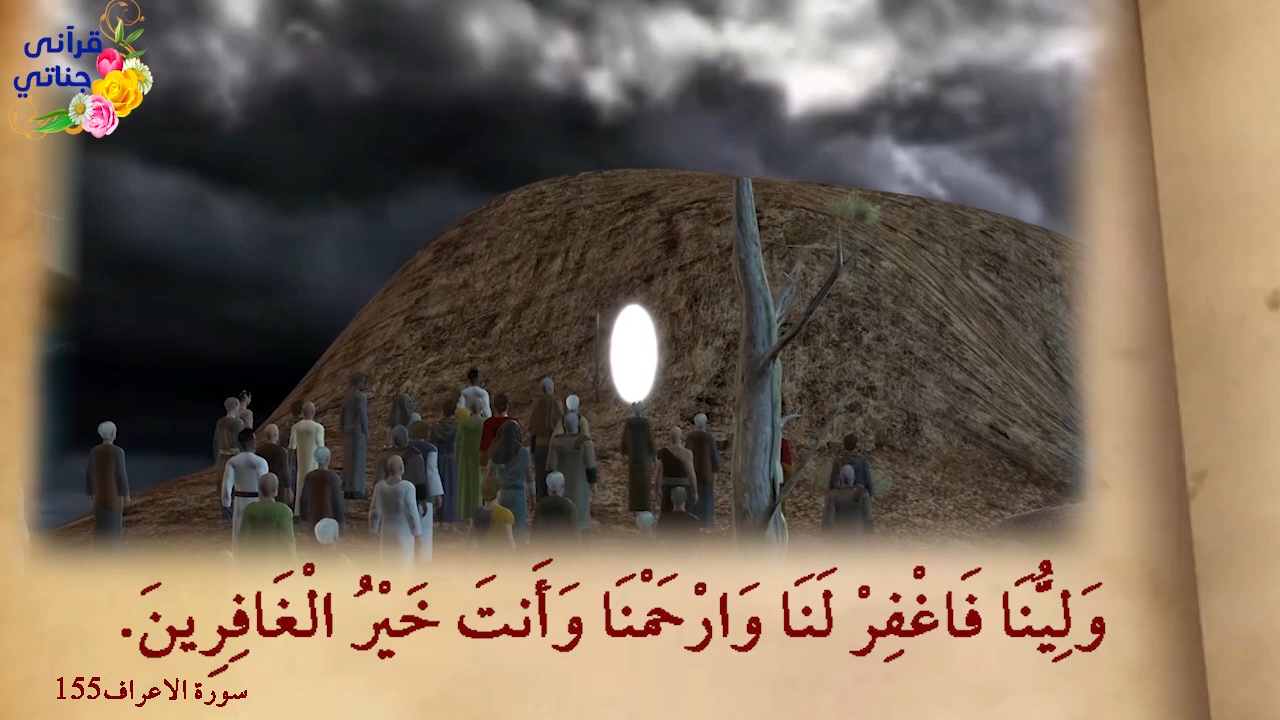 قرآنى
جناتي
وَلِيُّنَا فَاغْفِرْ لَنَا وَارْحَمْنَا وَأَنتَ خَيْرُ الْغَافِرِينَ.
سورة الاعراف155